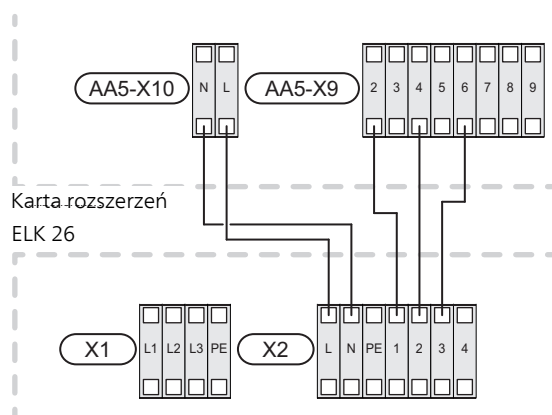 AA5-X10 N L AA5-X9 2 3 4 5 6 7 8 9
Karta rozszerzeń
ELK 26
X1 L1 L2 L3 PE X2 L N PE 1 2 3 4